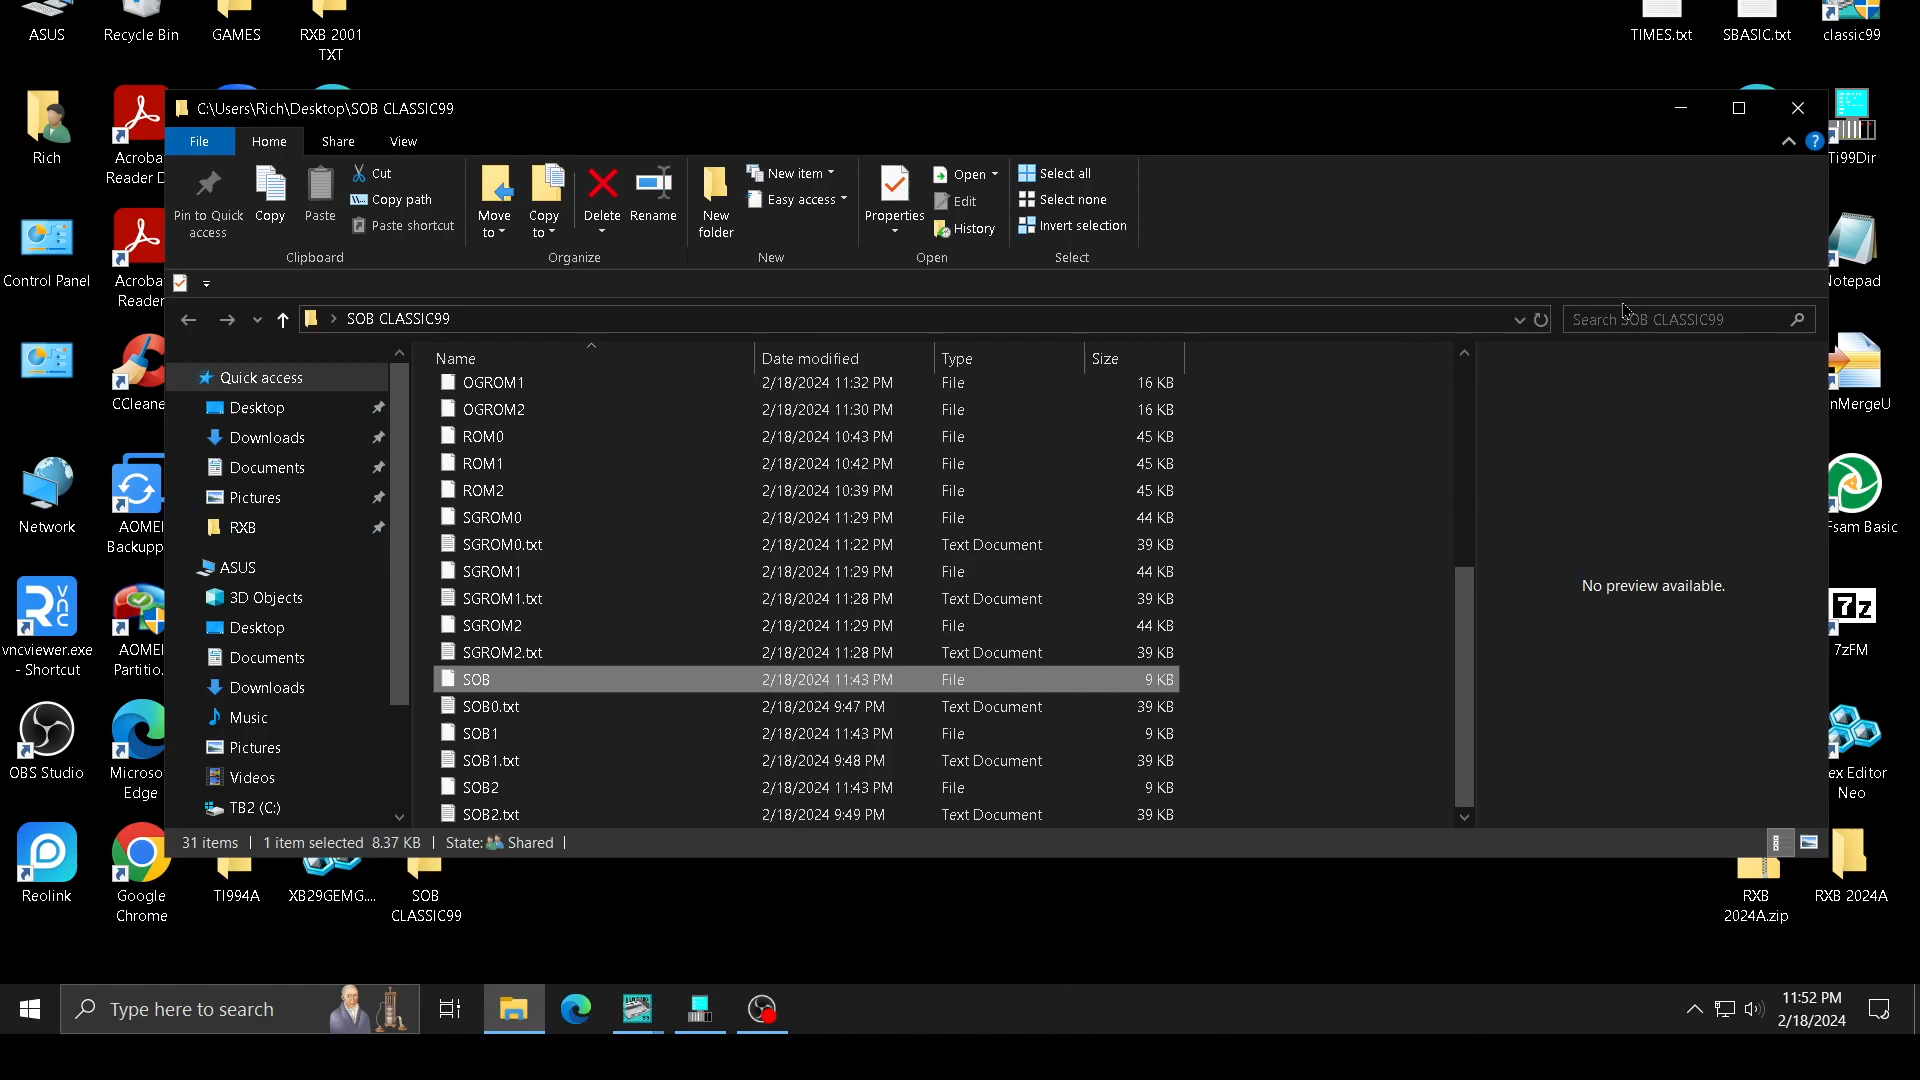 ASUS
Recycle Bin
GAMES
RXB 2001
TXT
TIMES.txt
SBASIC.txt
classic99
C:\Users\Rich\Desktop\SOB CLASSIC99
File
Home
Share
View
Rich
Acroba
Reader D
Ti99Dir
Pin to Quick
access
Copy
Paste
Cut
Copy path
Paste shortcut
Clipboard
Move
to
Copy
to
Delete
Rename
Organize
New
folder
New item
Easy access
New
Properties
Open
Edit
History
Open
Select all
Select none
Invert selection
Select
Control Panel
Acroba
Reader
Notepad
SOB CLASSIC99
Search SOB CLASSIC99
Name
Date modified
Type
Size
Quick access
Desktop
Downloads
Documents
Pictures
RXB
ASUS
3D Objects
Desktop
Documents
Downloads
Music
Pictures
Videos
TB2 (C:)
OGROM1 2/18/2024 11:32 PM File 16 KB
OGROM2 2/18/2024 11:30 PM File 16 KB
ROM0 2/18/2024 10:43 PM File 45 KB
ROM1 2/18/2024 10:42 PM File 45 KB
ROM2 2/18/2024 10:39 PM File 45 KB
SGROM0 2/18/2024 11:29 PM File 44 KB
SGROM0.txt 2/18/2024 11:22 PM Text Document 39 KB
SGROM1 2/18/2024 11:29 PM File 44 KB
SGROM1.txt 2/18/2024 11:28 PM Text Document 39 KB
SGROM2 2/18/2024 11:29 PM File 44 KB
SGROM2.txt 2/18/2024 11:28 PM Text Document 39 KB
SOB 2/18/2024 11:43 PM File 9 KB
SOB0.txt 2/18/2024 9:47 PM Text Document 39 KB
SOB1 2/18/2024 11:43 PM File 9 KB
SOB1.txt 2/18/2024 9:48 PM Text Document 39 KB
SOB2 2/18/2024 11:43 PM File 9 KB
SOB2.txt 2/18/2024 9:49 PM Text Document 39 KB
No preview available.
CCleane
nMergeU
Network
AOMEI
Backupp.
Fsam Basic
vncviewer.exe
- Shortcut
AOMEI
Partitio..
7z
7zFM
OBS Studio
Microso
Edge
ex Editor
Neo
31 items
1 item selected 8.37 KB
State: Shared
Reolink
Google
Chrome
TI994A
XB29GEMG....
SOB
CLASSIC99
RXB
2024A.zip
RXB 2024A
Type here to search
11:52 PM
2/18/2024